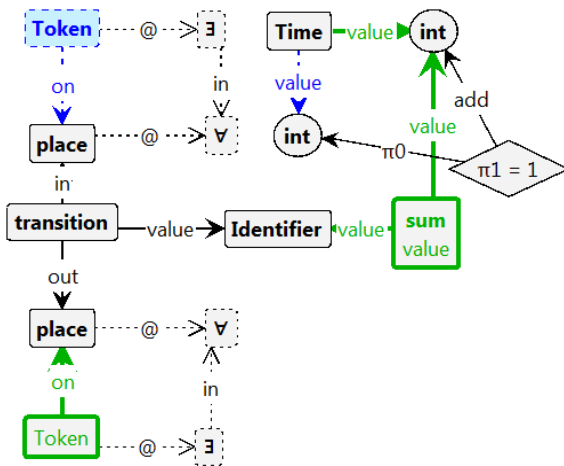 Token
@
∃
Time
value
int
on
in
value
add
place
@
∀
int
value
π0
π1 = 1
in
transition
value
Identifier
value
sum
value
out
place
@
∀
on
in
Token
@
∃